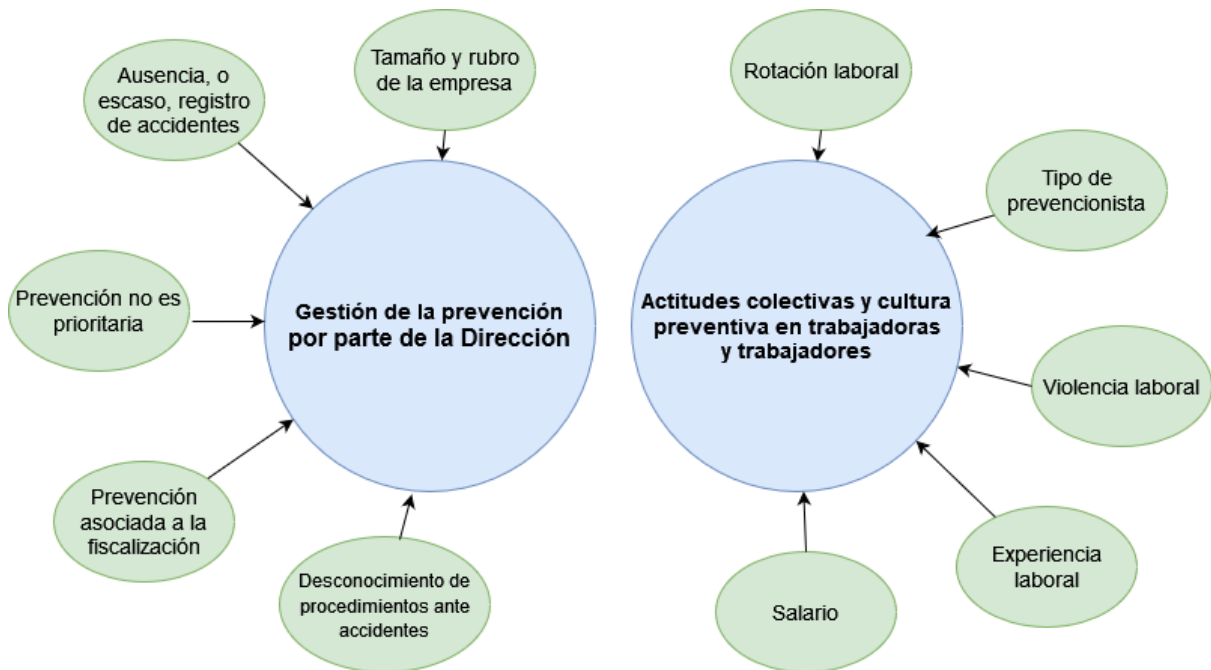 Ausencia, o
escaso, registro
de accidentes
Tamaño y rubro
de la empresa
Prevención no es
prioritaria
Gestión de la prevención
por parte de la Dirección
Prevención
asociada a la
fiscalización
Desconocimiento de
procedimientos ante
accidentes
Rotación laboral
Tipo de
prevencionista
Actitudes colectivas y cultura
preventiva en trabajadoras
y trabajadores
Violencia laboral
Experiencia
laboral
Salario